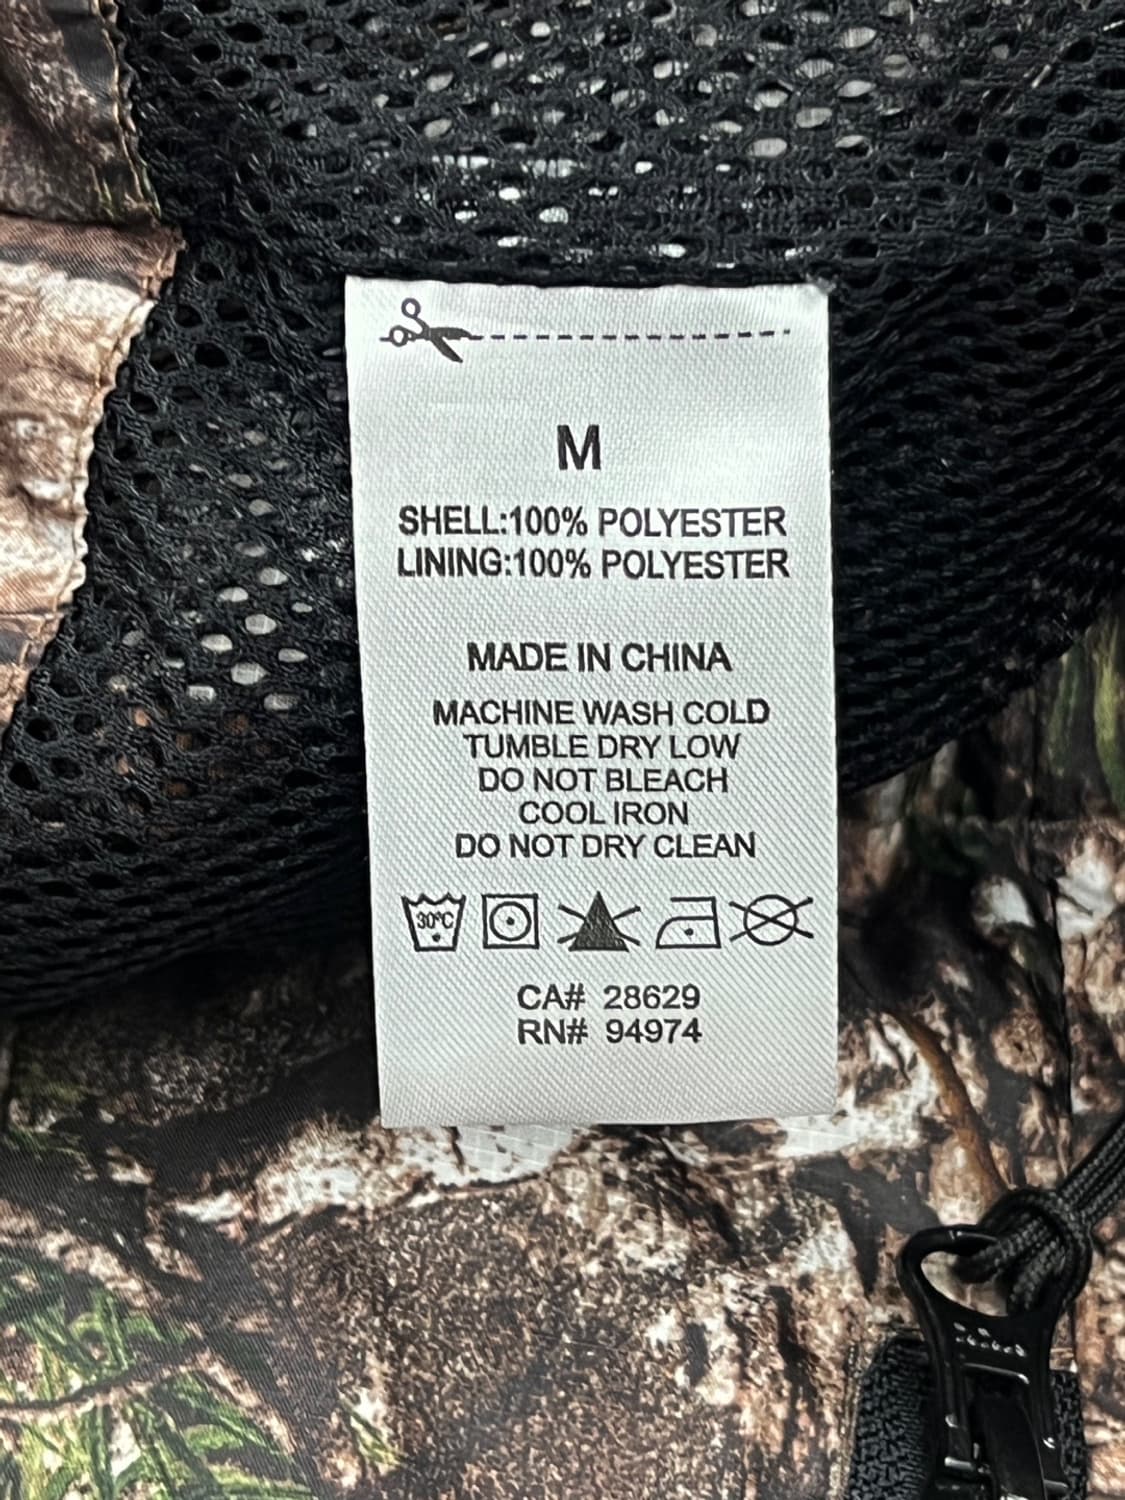 M
SHELL:100% POLYESTER
LINING:100% POLYESTER
MADE IN CHINA
MACHINE WASH COLD
TUMBLE DRY LOW
DO NOT BLEACH
COOL IRON
DO NOT DRY CLEAN
30°C
CA# 28629
RN# 94974